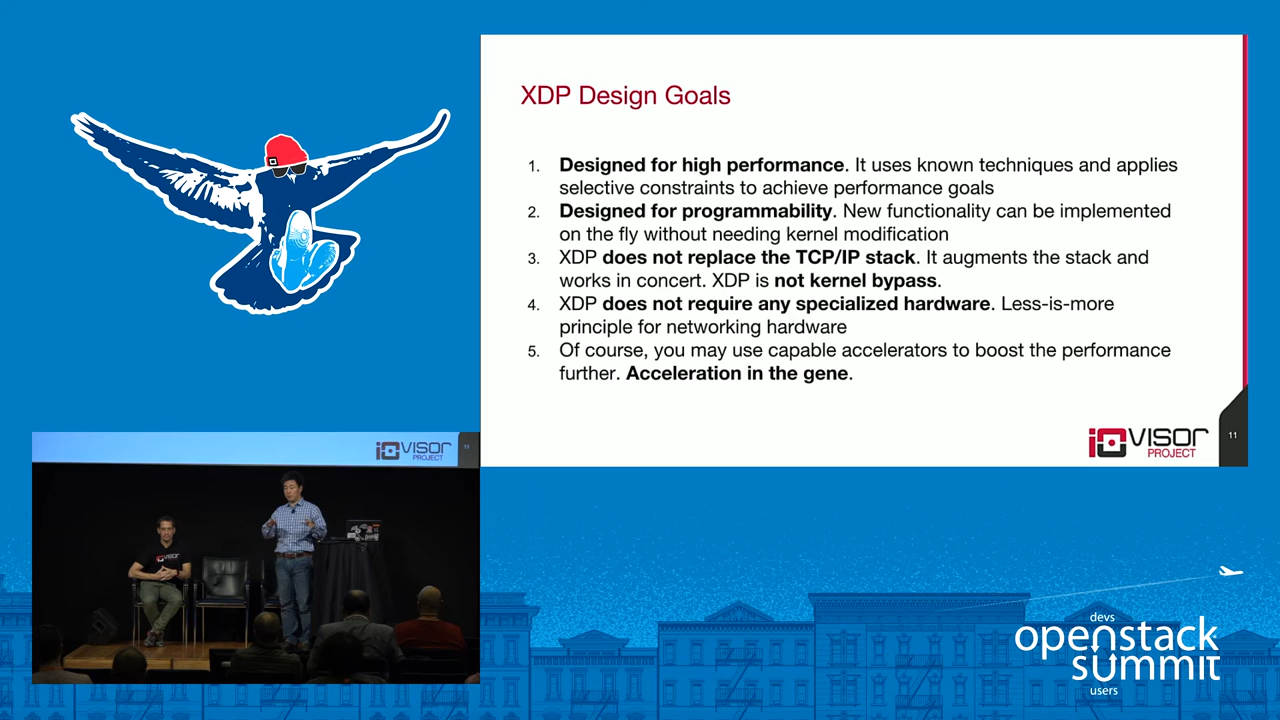 XDP Design Goals
1. Designed for high performance. It uses known techniques and applies
selective constraints to achieve performance goals
2. Designed for programmability. New functionality can be implemented
on the fly without needing kernel modification
3. XDP does not replace the TCP/IP stack. It augments the stack and
works in concert. XDP is not kernel bypass.
4. XDP does not require any specialized hardware. Less-is-more
principle for networking hardware
5. Of course, you may use capable accelerators to boost the performance
further. Acceleration in the gene.
iOVISOR
PROJECT
11
iOVISOR
PROJECT
11
iOVISOR
devs
openstack
summit
users